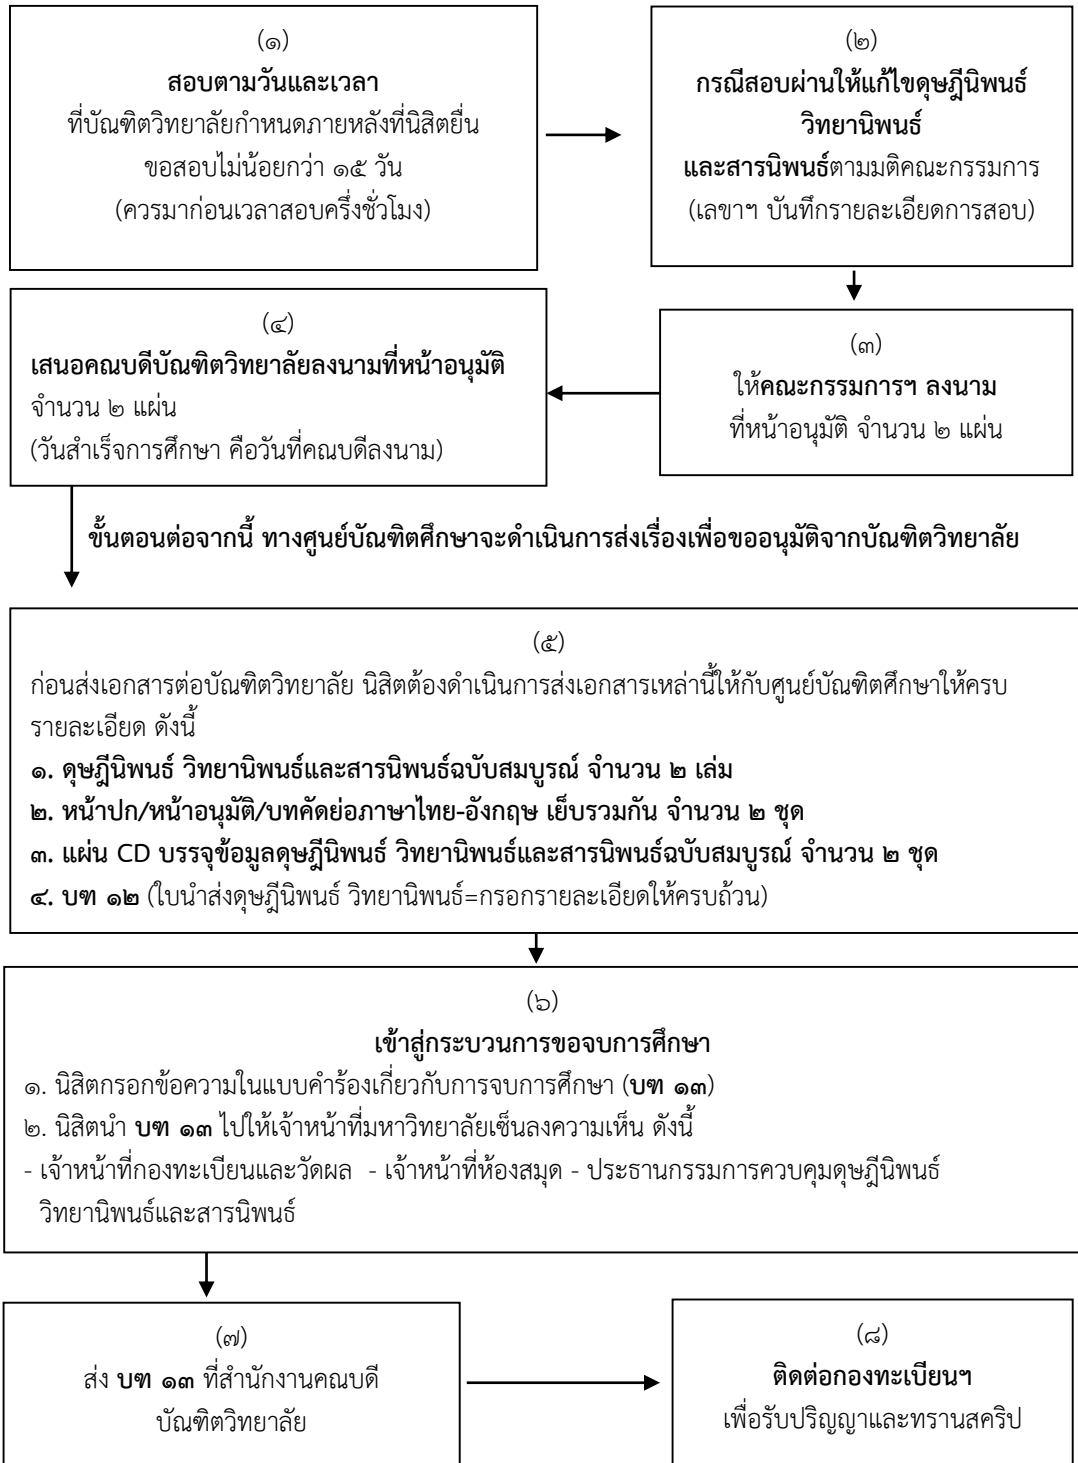 (๑)
สอบตามวันและเวลา
ที่บัณฑิตวิทยาลัยกำหนดภายหลังที่นิสิตยื่น
ขอสอบไม่น้อยกว่า ๑๕ วัน
(ควรมาก่อนเวลาสอบครึ่งชั่วโมง)
(๒)
กรณีสอบผ่านให้แก้ไขดุษฎีนิพนธ์
วิทยานิพนธ์
และสารนิพนธ์ตามมติคณะกรรมการ
(เลขาฯ บันทึกรายละเอียดการสอบ)
(๓)
ให้คณะกรรมการฯ ลงนาม
ที่หน้าอนุมัติ จำนวน ๒ แผ่น
(๔)
เสนอคณบดีบัณฑิตวิทยาลัยลงนามที่หน้าอนุมัติ
จำนวน ๒ แผ่น
(วันสำเร็จการศึกษา คือวันที่คณบดีลงนาม)
ขั้นตอนต่อจากนี้ ทางศูนย์บัณฑิตศึกษาจะดำเนินการส่งเรื่องเพื่อขออนุมัติจากบัณฑิตวิทยาลัย
(๕)
ก่อนส่งเอกสารต่อบัณฑิตวิทยาลัย นิสิตต้องดำเนินการส่งเอกสารเหล่านี้ให้กับศูนย์บัณฑิตศึกษาให้ครบ
รายละเอียด ดังนี้
๑. ดุษฎีนิพนธ์ วิทยานิพนธ์และสารนิพนธ์ฉบับสมบูรณ์ จำนวน ๒ เล่ม
๒. หน้าปก/หน้าอนุมัติ/บทคัดย่อภาษาไทย-อังกฤษ เย็บรวมกัน จำนวน ๒ ชุด
๓. แผ่น CD บรรจุข้อมูลดุษฎีนิพนธ์ วิทยานิพนธ์และสารนิพนธ์ฉบับสมบูรณ์ จำนวน ๒ ชุด
๔. บฑ ๑๒ (ใบนำส่งดุษฎีนิพนธ์ วิทยานิพนธ์=กรอกรายละเอียดให้ครบถ้วน)
(๖)
เข้าสู่กระบวนการขอจบการศึกษา
๑. นิสิตกรอกข้อความในแบบคำร้องเกี่ยวกับการจบการศึกษา (บฑ ๑๓)
๒. นิสิตนำ บฑ ๑๓ ไปให้เจ้าหน้าที่มหาวิทยาลัยเซ็นลงความเห็น ดังนี้
- เจ้าหน้าที่กองทะเบียนและวัดผล - เจ้าหน้าที่ห้องสมุด - ประธานกรรมการควบคุมดุษฎีนิพนธ์
วิทยานิพนธ์และสารนิพนธ์
(๗)
ส่ง บฑ ๑๓ ที่สำนักงานคณบดี
บัณฑิตวิทยาลัย
(๘)
ติดต่อกองทะเบียนฯ
เพื่อรับปริญญาและทรานสคริป